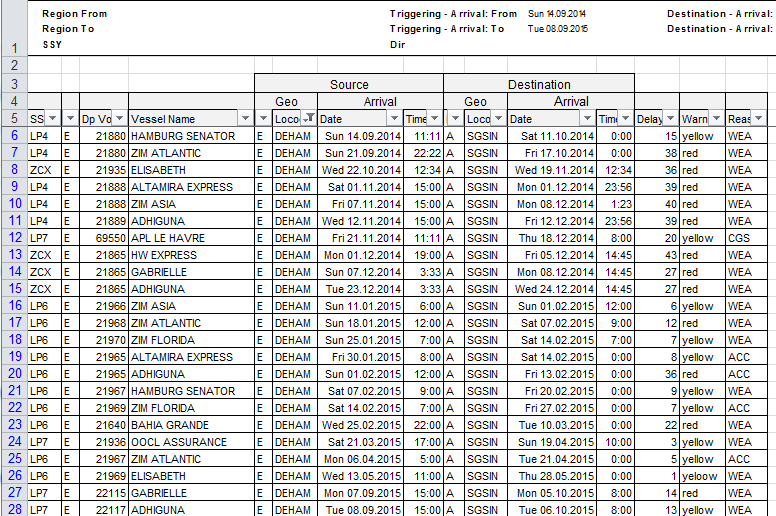 Region From Triggering - Arrival: From Sun 14.09.2014 Destination - Arrival:
Region To Triggering - Arrival: To Tue 08.09.2015 Destination - Arrival:
1 SSY Dir
2
3 Source Destination
4 Geo Arrival Geo Arrival
5 SS Dp Vo Vessel Name Loco Date Time Loco Date Tim Delay Warn Reas
6 LP4 E 21880 HAMBURG SENATOR E DEHAM Sun 14.09.2014 11:11 A SGSIN Sat 11.10.2014 0:00 15 yellow WEA
7 LP4 E 21880 ZIM ATLANTIC E DEHAM Sun 21.09.2014 22:22 A SGSIN Fri 17.10.2014 0:00 38 red WEA
8 ZCX E 21935 ELISABETH E DEHAM Wed 22.10.2014 12:34 A SGSIN Wed 19.11.2014 12:34 36 red WEA
9 LP4 E 21888 ALTAMIRA EXPRESS E DEHAM Sat 01.11.2014 15:00 A SGSIN Mon 01.12.2014 23:56 39 red WEA
10 LP4 E 21888 ZIM ASIA E DEHAM Fri 07.11.2014 15:00 A SGSIN Mon 08.12.2014 1:23 40 red WEA
11 LP4 E 21889 ADHIGUNA E DEHAM Wed 12.11.2014 15:00 A SGSIN Fri 12.12.2014 23:56 39 red WEA
12 LP7 E 69550 APL LE HAVRE E DEHAM Fri 21.11.2014 11:11 A SGSIN Thu 18.12.2014 8:00 20 yellow CGS
13 ZCX E 21865 HW EXPRESS E DEHAM Mon 01.12.2014 19:00 A SGSIN Fri 05.12.2014 14:45 43 red WEA
14 ZCX E 21865 GABRIELLE E DEHAM Sun 07.12.2014 3:33 A SGSIN Mon 08.12.2014 14:45 27 red WEA
15 ZCX E 21865 ADHIGUNA E DEHAM Tue 23.12.2014 3:33 A SGSIN Wed 24.12.2014 14:45 27 red WEA
16 LP6 E 21966 ZIM ASIA E DEHAM Sun 11.01.2015 6:00 A SGSIN Sun 01.02.2015 12:00 6 yellow WEA
17 LP6 E 21968 ZIM ATLANTIC E DEHAM Sun 18.01.2015 12:00 A SGSIN Sat 07.02.2015 9:00 12 red WEA
18 LP6 E 21970 ZIM FLORIDA E DEHAM Sun 25.01.2015 7:00 A SGSIN Sat 14.02.2015 7:00 7 yellow WEA
19 LP6 E 21965 ALTAMIRA EXPRESS E DEHAM Fri 30.01.2015 8:00 A SGSIN Sat 14.02.2015 0:00 8 yellow ACC
20 LP6 E 21965 ADHIGUNA E DEHAM Sun 01.02.2015 12:00 A SGSIN Fri 13.02.2015 0:00 36 red ACC
21 LP6 E 21967 HAMBURG SENATOR E DEHAM Sat 07.02.2015 9:00 A SGSIN Fri 20.02.2015 0:00 9 yellow WEA
22 LP6 E 21969 ZIM FLORIDA E DEHAM Sat 14.02.2015 7:00 A SGSIN Fri 27.02.2015 0:00 7 yellow ACC
23 LP6 E 21640 BAHIA GRANDE E DEHAM Wed 25.02.2015 22:00 A SGSIN Tue 10.03.2015 0:00 22 red WEA
24 LP7 E 21936 OOCL ASSURANCE E DEHAM Sat 21.03.2015 17:00 A SGSIN Sun 19.04.2015 10:00 3 yellow WEA
25 LP6 E 21967 ZIM ATLANTIC E DEHAM Mon 06.04.2015 5:00 A SGSIN Tue 21.04.2015 0:00 5 yellow ACC
26 LP6 E 21969 ELISABETH E DEHAM Wed 13.05.2015 11:00 A SGSIN Thu 28.05.2015 0:00 1 yeloow WEA
27 LP7 E 22115 GABRIELLE E DEHAM Mon 07.09.2015 15:00 A SGSIN Mon 05.10.2015 8:00 14 red WEA
28 LP7 E 22117 ADHIGUNA E DEHAM Tue 08.09.2015 15:00 A SGSIN Tue 06.10.2015 8:00 13 yellow WEA